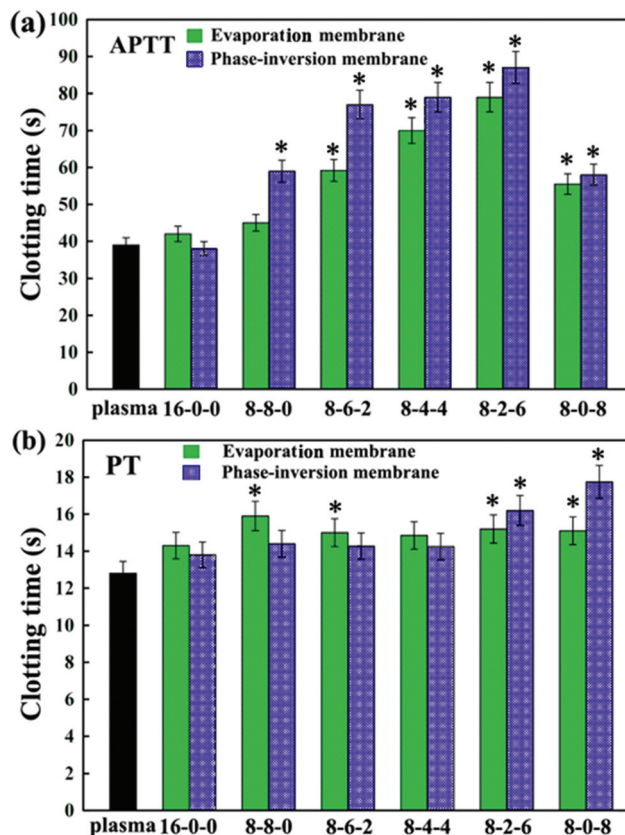 (a)
APTT
Evaporation membrane
Phase-inversion membrane
Clotting time (s)
100
90
80
70
60
50
40
30
20
10
0
* * * * * * * * *
plasma 16-0-0 8-8-0 8-6-2 8-4-4 8-2-6 8-0-8
(b)
PT
Evaporation membrane
Phase-inversion membrane
Clotting time (s)
20
18
16
14
12
10
8
6
4
2
0
* * * * * *
plasma 16-0-0 8-8-0 8-6-2 8-4-4 8-2-6 8-0-8